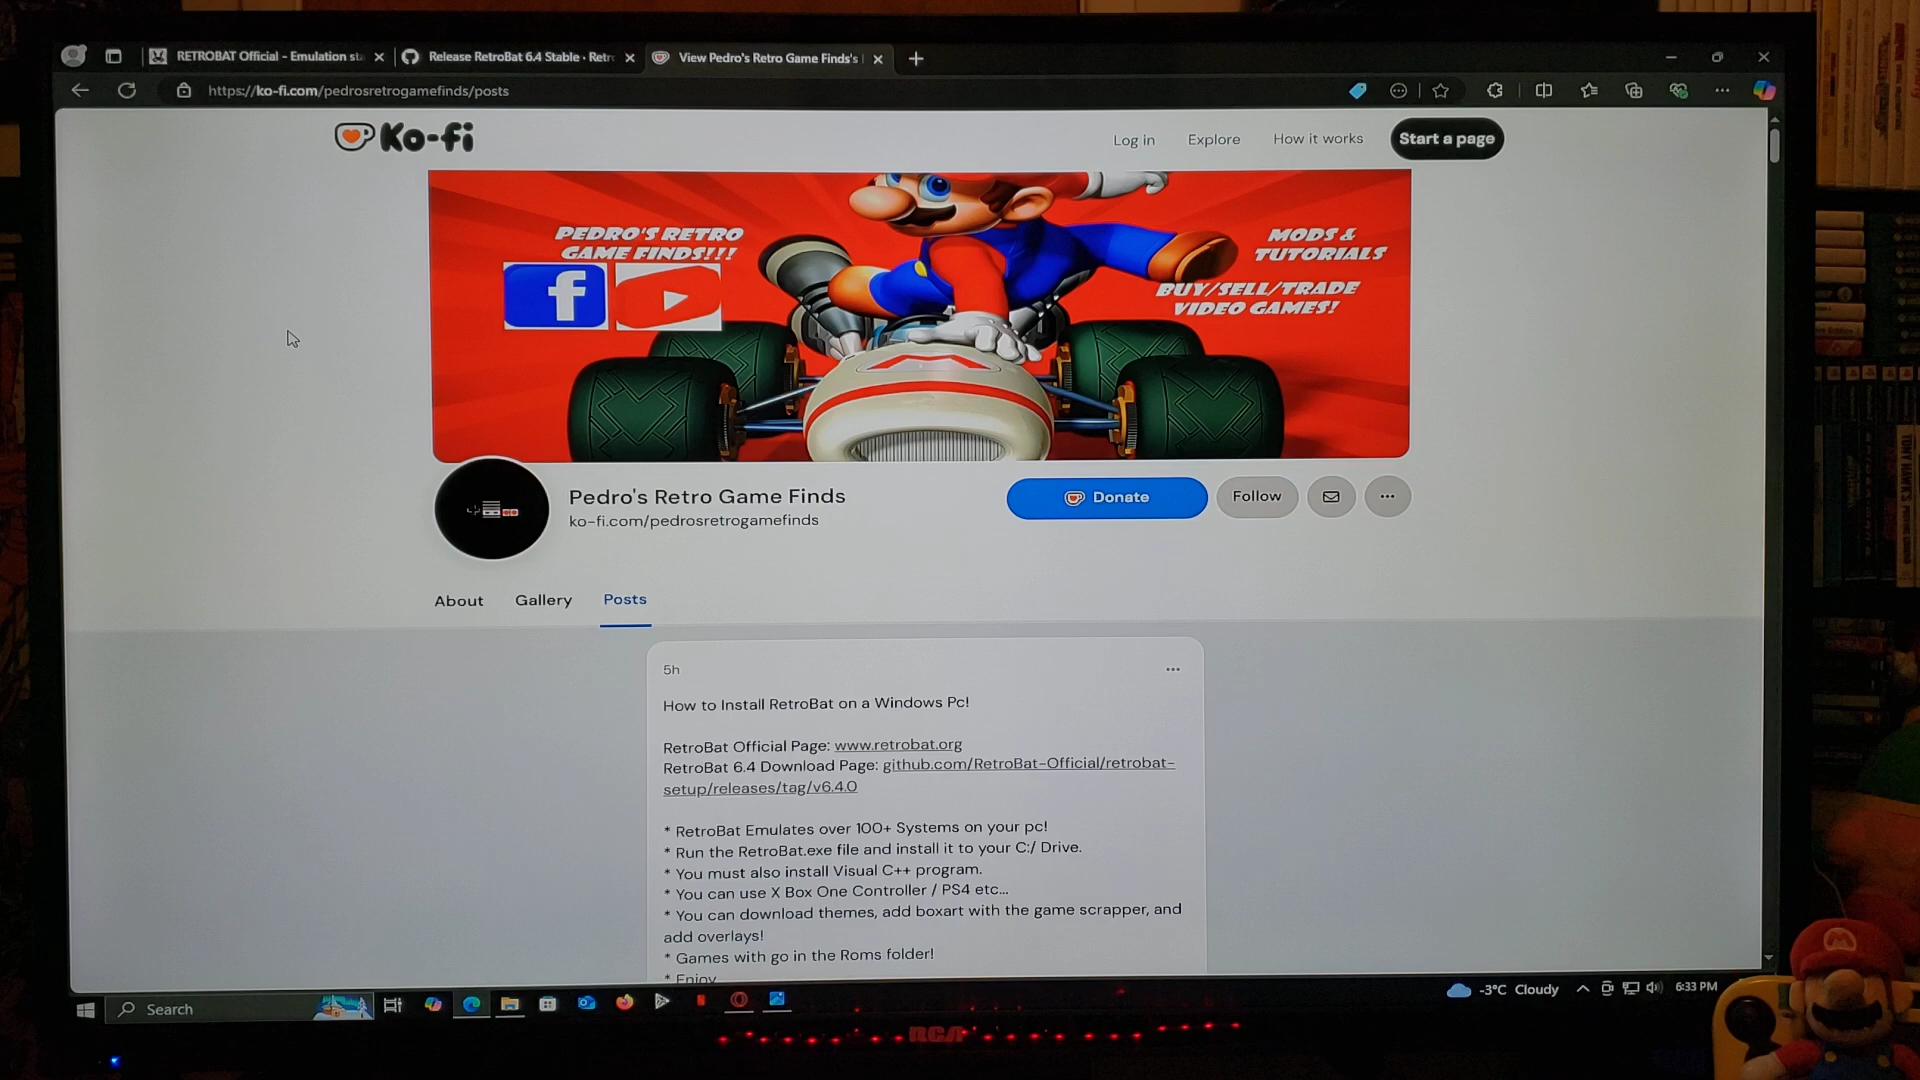 RETROBAT Official - Emulation sta
Release RetroBat 6.4 Stable · Retro
View Pedro's Retro Game Finds's
https://ko-fi.com/pedrosretrogamefinds/posts
Ko-fi
Log in
Explore
How it works
Start a page
PEDRO'S RETRO
GAME FINDS!!!
MODS &
TUTORIALS
BUY/SELL/TRADE
VIDEO GAMES!
Pedro's Retro Game Finds
ko-fi.com/pedrosretrogamefinds
Donate
Follow
About
Gallery
Posts
5h
How to Install RetroBat on a Windows Pc!
RetroBat Official Page: www.retrobat.org
RetroBat 6.4 Download Page: github.com/RetroBat-Official/retrobat-
setup/releases/tag/v6.4.0
* RetroBat Emulates over 100+ Systems on your pc!
* Run the RetroBat.exe file and install it to your C:/ Drive.
* You must also install Visual C++ program.
* You can use X Box One Controller / PS4 etc...
* You can download themes, add boxart with the game scrapper, and
add overlays!
* Games with go in the Roms folder!
* Enjoy
Search
-3°C Cloudy
6:33 PM
RCA